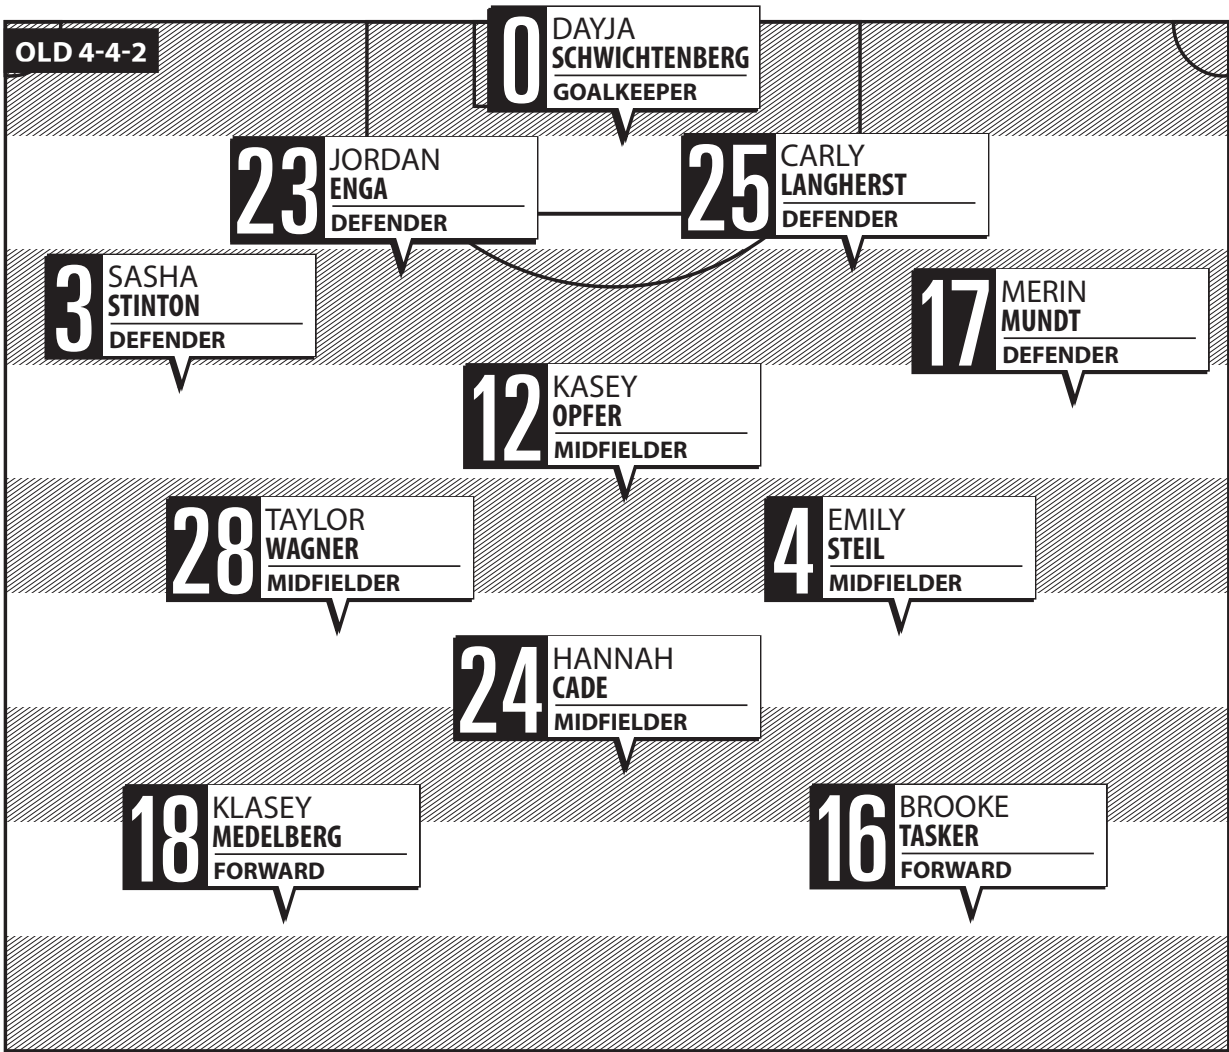 OLD 4-4-2
0
DAYJA
SCHWICHTENBERG
GOALKEEPER
23
JORDAN
ENGA
DEFENDER
25
CARLY
LANGHERST
DEFENDER
3
SASHA
STINTON
DEFENDER
17
MERIN
MUNDT
DEFENDER
12
KASEY
OPFER
MIDFIELDER
28
TAYLOR
WAGNER
MIDFIELDER
4
EMILY
STEIL
MIDFIELDER
24
HANNAH
CADE
MIDFIELDER
18
KLASEY
MEDELBERG
FORWARD
16
BROOKE
TASKER
FORWARD